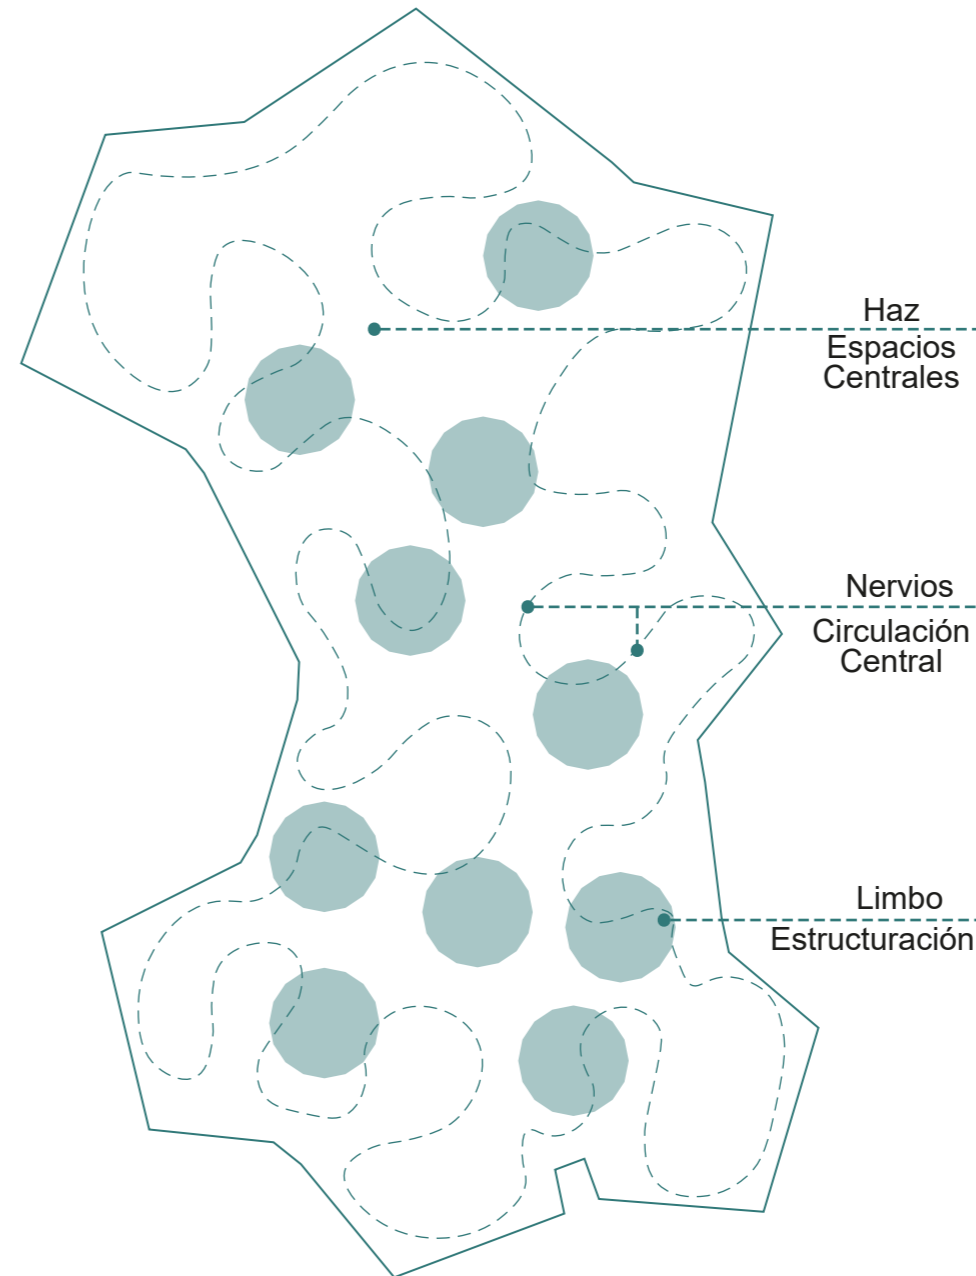 Haz
Espacios
Centrales
Nervios
Circulación
Central
Limbo
Estructuración